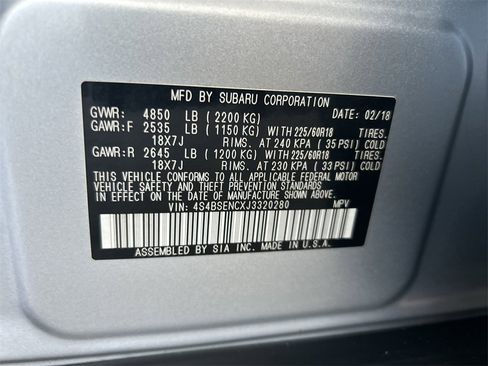 MFD BY SUBARU CORPORATION
GVWR: 4850 LB (2200 KG) DATE: 02/18
GAWR:F 2535 LB (1150 KG) WITH 225/60R18 TIRES.
18X7J RIMS. AT 240 KPA (35 PSI) COLD
GAWR:R 2645 LB (1200 KG) WITH 225/60R18 TIRES.
18X7J RIMS. AT 230 KPA (33 PSI) COLD
THIS VEHICLE CONFORMS TO ALL APPLICABLE FEDERAL MOTOR
VEHICLE SAFETY AND THEFT PREVENTION STANDARDS
IN EFFECT ON THE DATE OF MANUFACTURE SHOWN ABOVE.
VIN: 4S4BSENCXJ3320280 MPV
ASSEMBLED BY SIA INC. IN U.S.A.